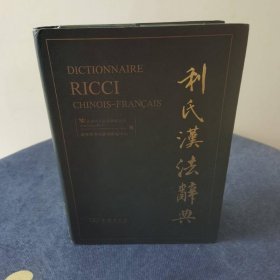 DICTIONNAIRE
RICCI
CHINOIS-FRANÇAIS
利氏漢法辭典